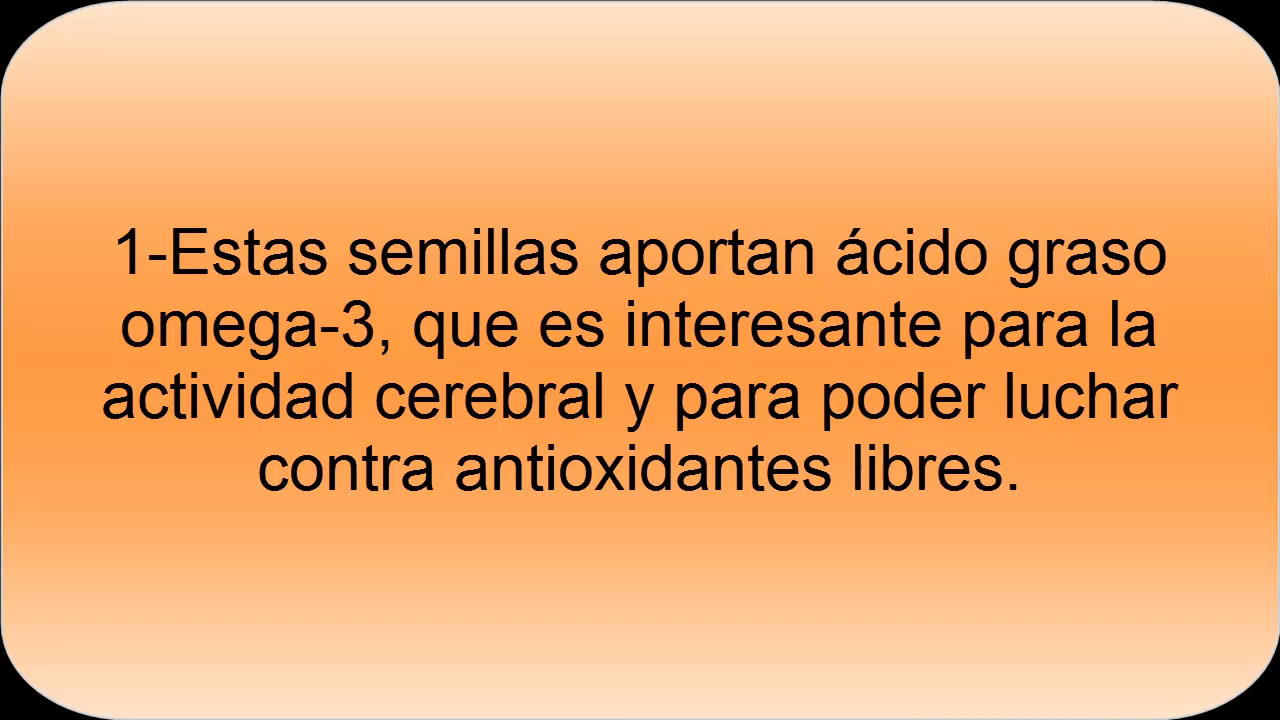 1-Estas semillas aportan ácido graso
omega-3, que es interesante para la
actividad cerebral y para poder luchar
contra antioxidantes libres.